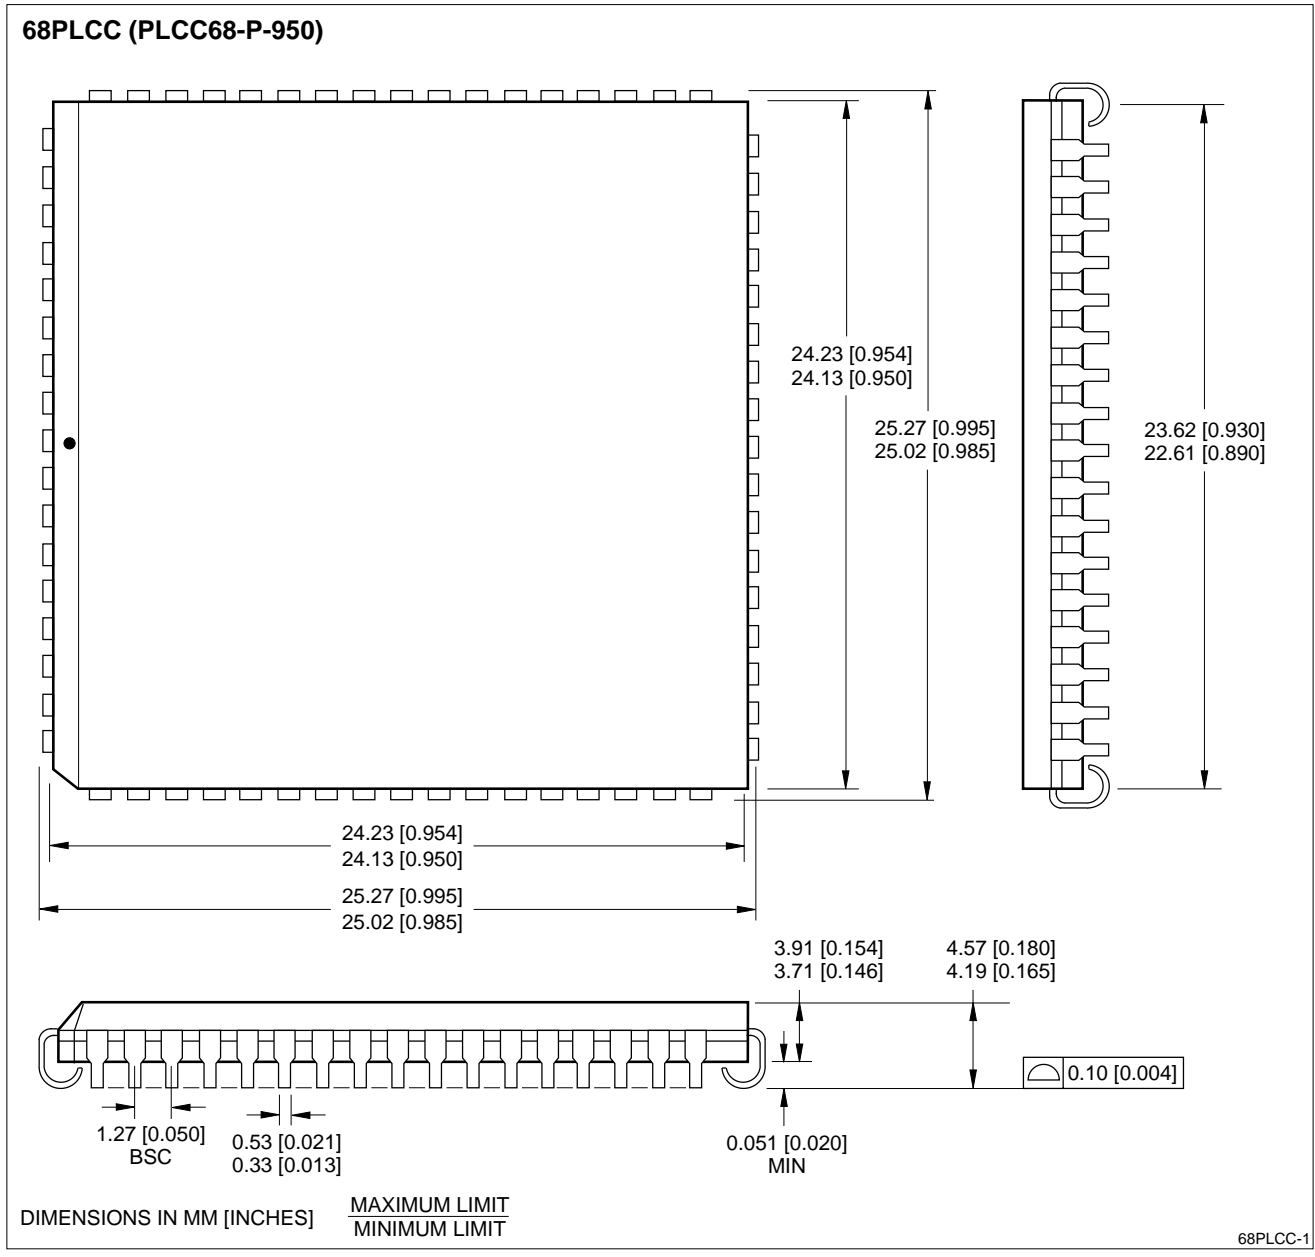 68PLCC (PLCC68-P-950)
24.23 [0.954]
24.13 [0.950]
25.27 [0.995]
25.02 [0.985]
23.62 [0.930]
22.61 [0.890]
24.23 [0.954]
24.13 [0.950]
25.27 [0.995]
25.02 [0.985]
3.91 [0.154]
3.71 [0.146]
4.57 [0.180]
4.19 [0.165]
0.10 [0.004]
1.27 [0.050]
BSC
0.53 [0.021]
0.33 [0.013]
0.051 [0.020]
MIN
DIMENSIONS IN MM [INCHES]
MAXIMUM LIMIT
MINIMUM LIMIT
68PLCC-1